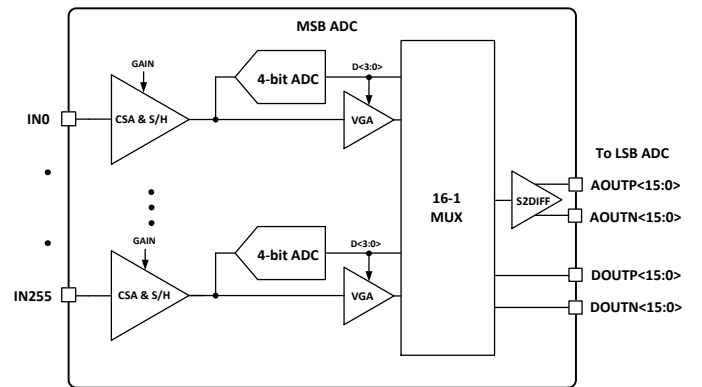 MSB ADC
GAIN
4-bit ADC
D<3:0>
IN0
CSA & S/H
VGA
To LSB ADC
16-1
MUX
S2DIFF
AOUTP<15:0>
AOUTN<15:0>
GAIN
4-bit ADC
D<3:0>
DOUTP<15:0>
IN255
CSA & S/H
VGA
DOUTN<15:0>